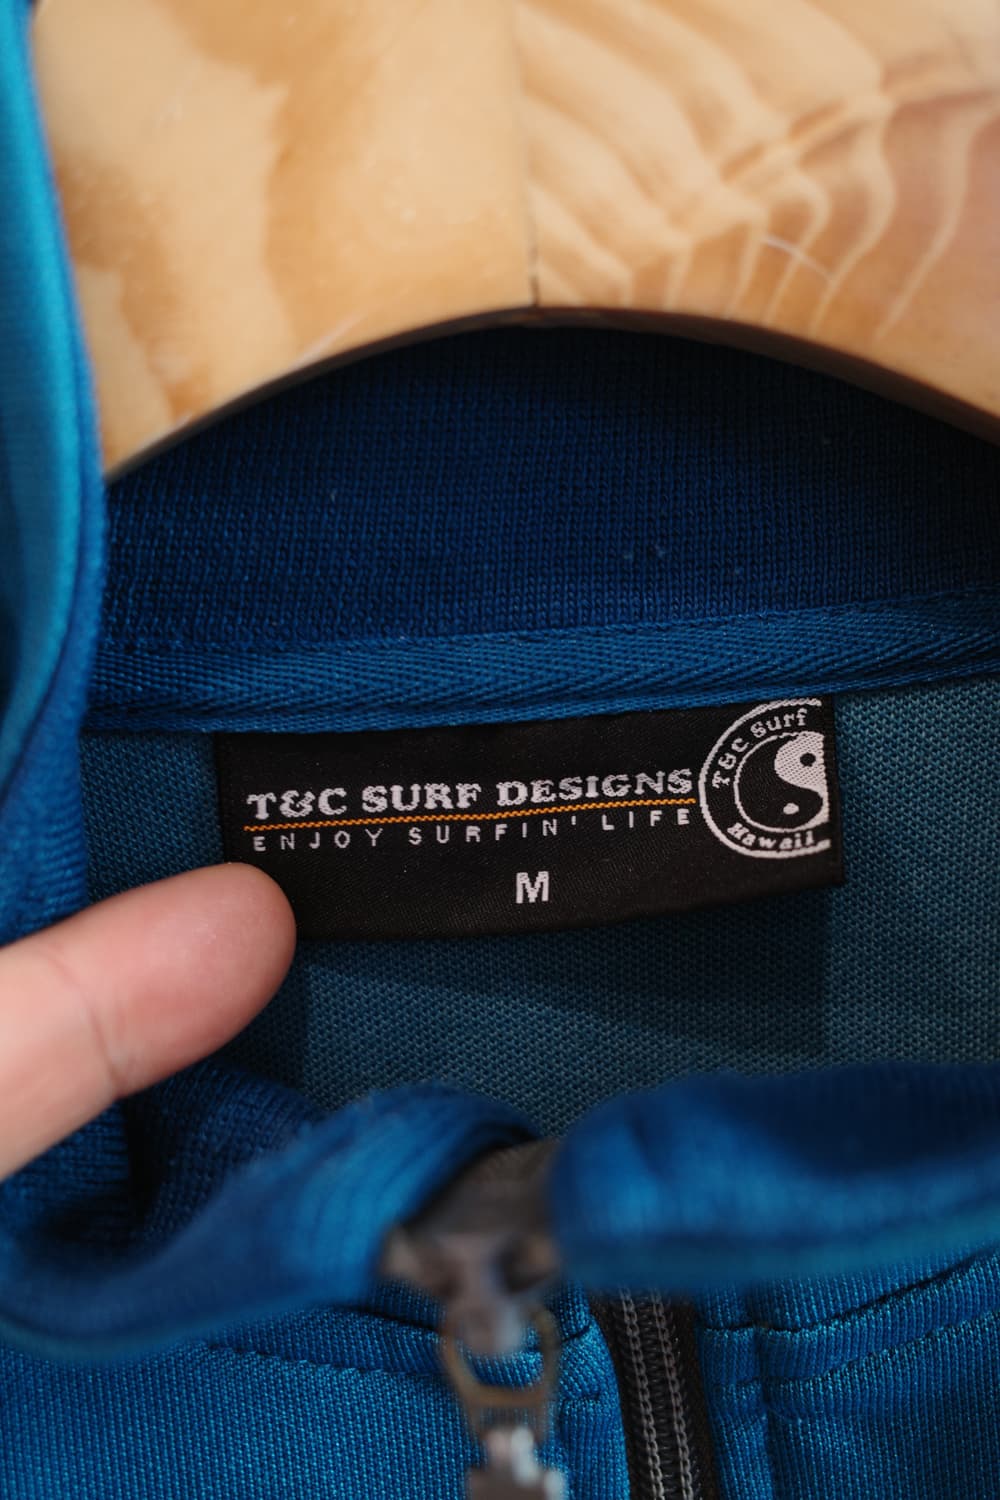 T&C SURF DESIGNS
ENJOY SURFIN' LIFE
M
T&C Surf
Hawaii